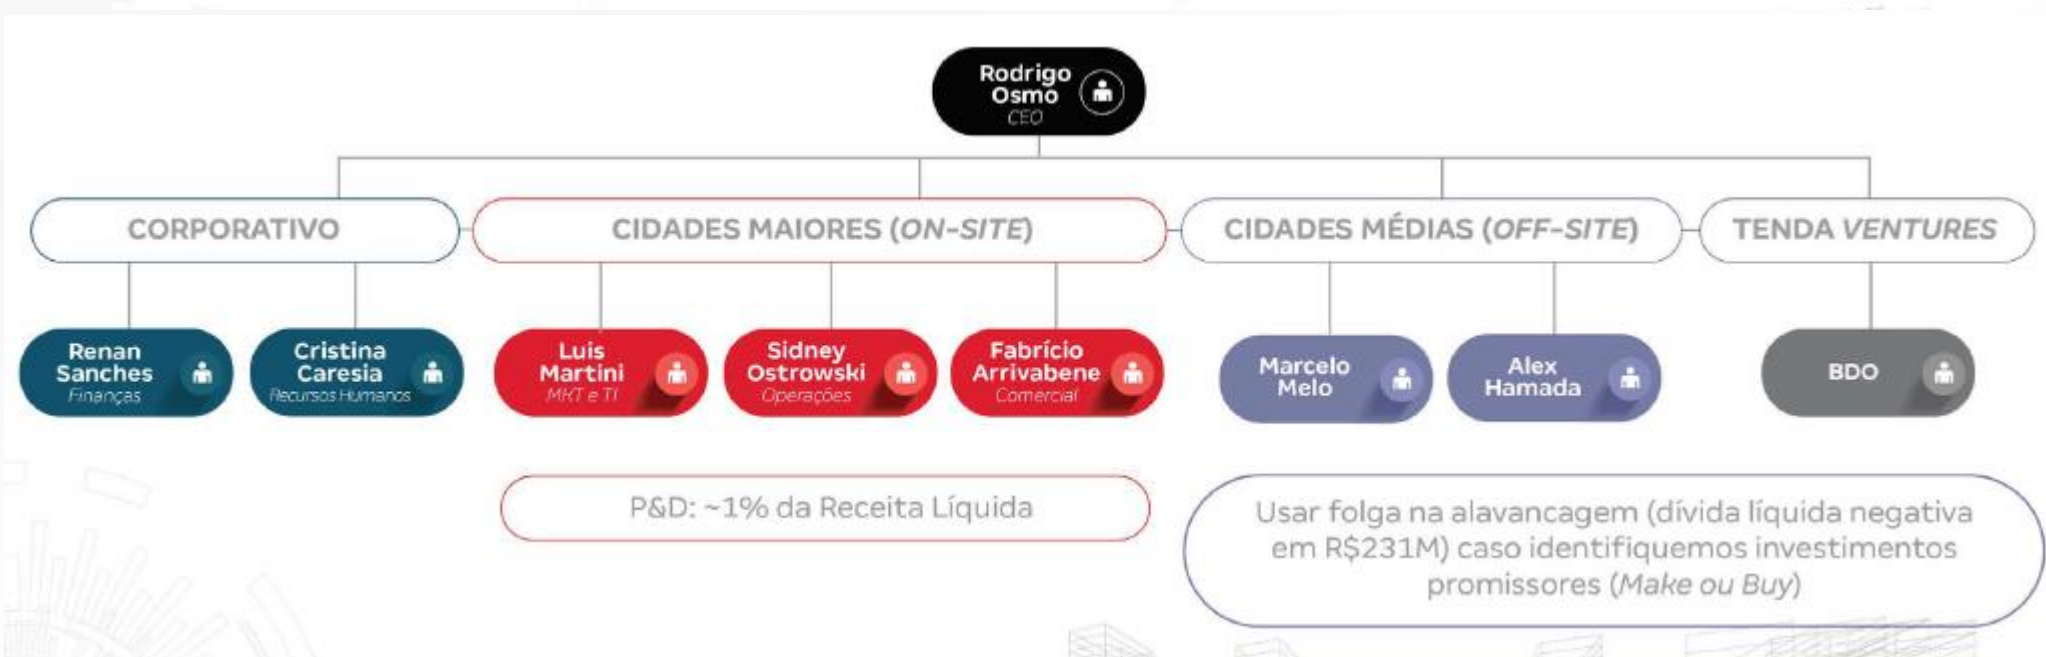 Rodrigo
Osmo
CEO
CORPORATIVO
CIDADES MAIORES (ON-SITE)
CIDADES MÉDIAS (OFF-SITE)
TENDA VENTURES
Renan
Sanches
Finanças
Cristina
Caresia
Recursos Humanos
Luis
Martini
MKT e TI
Sidney
Ostrowski
Operações
Fabrício
Arrivabene
Comercial
Marcelo
Melo
Alex
Hamada
BDO
P&D: ~1% da Receita Líquida
Usar folga na alavancagem (dívida líquida negativa
em R$231M) caso identifiquemos investimentos
promissores (Make ou Buy)